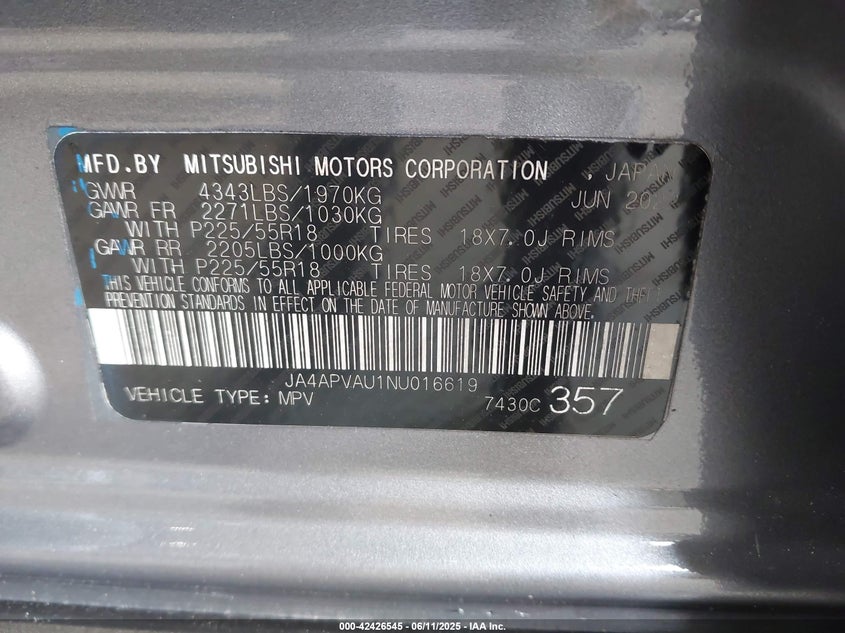 MFD.BY MITSUBISHI MOTORS CORPORATION , JAPAN
GVWR 4343LBS/1970KG JUN
GAWR FR 2271LBS/1030KG
WITH P225/55R18 TIRES 18X7.0J RIMS
GAWR RR 2205LBS/1000KG
WITH P225/55R18 TIRES 18X7.0J RIMS
THIS VEHICLE CONFORMS TO ALL APPLICABLE FEDERAL MOTOR VEHICLE SAFETY AND THEFT
PREVENTION STANDARDS IN EFFECT ON THE DATE OF MANUFACTURE SHOWN ABOVE.
JA4APVAU1NU016619
VEHICLE TYPE: MPV 7430C 357
000-42426545 - 06/11/2025 - IAA Inc.